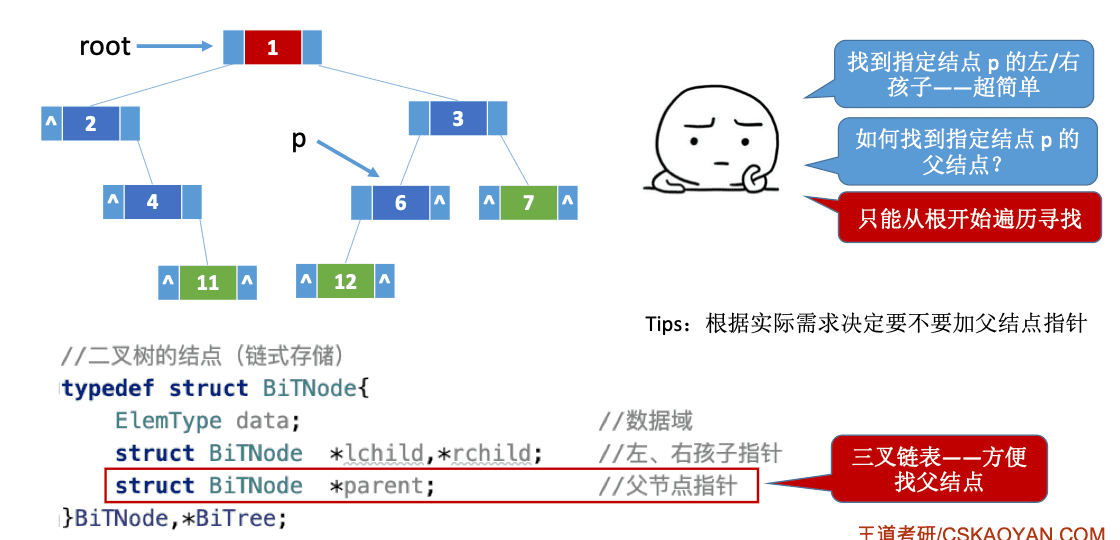 root
1
^ 2
3
p
^ 4
6 ^
^ 7 ^
^ 11 ^
^ 12 ^
找到指定结点 p 的左/右
孩子——超简单
如何找到指定结点 p 的
父结点？
只能从根开始遍历寻找
Tips：根据实际需求决定要不要加父结点指针
//二叉树的结点（链式存储）
typedef struct BiTNode{
ElemType data; //数据域
struct BiTNode *lchild,*rchild; //左、右孩子指针
struct BiTNode *parent; //父节点指针
}BiTNode,*BiTree;
三叉链表——方便
找父结点
王道考研/CSKAOYAN.COM